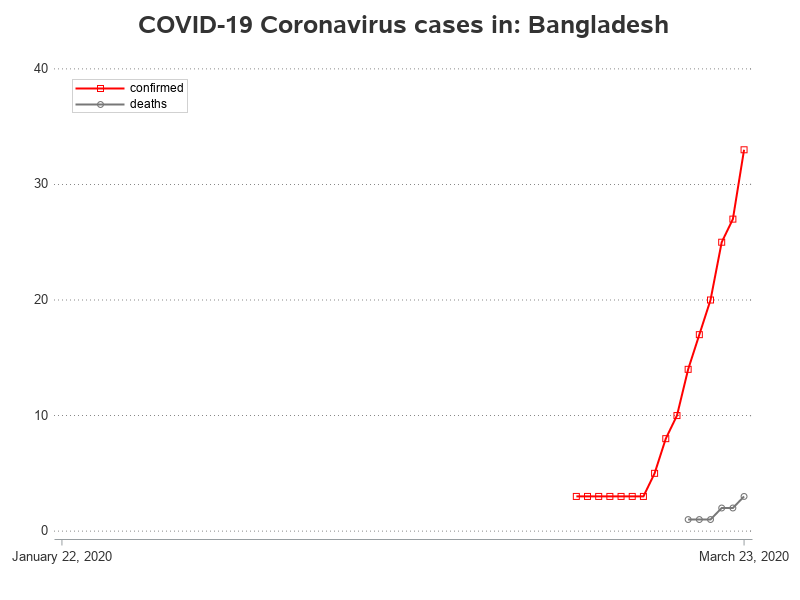 COVID-19 Coronavirus cases in: Bangladesh
40
confirmed
deaths
30
20
10
0
January 22, 2020
March 23, 2020